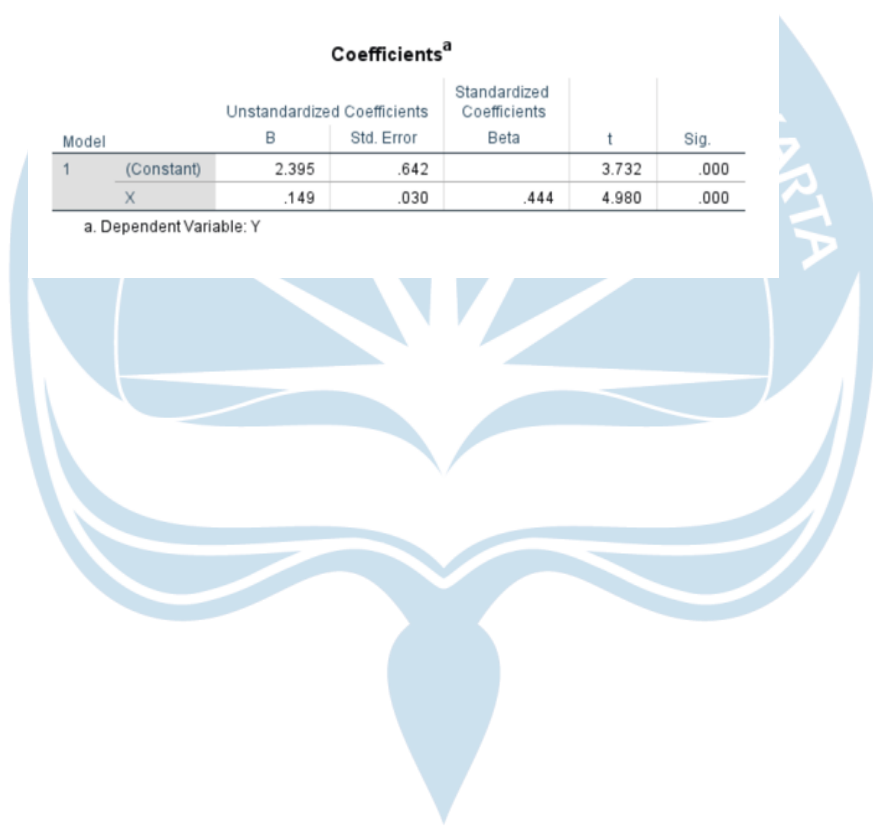 Coefficientsa
Unstandardized Coefficients Standardized Coefficients
Model B Std. Error Beta t Sig.
1 (Constant) 2.395 .642 3.732 .000
X .149 .030 .444 4.980 .000
a. Dependent Variable: Y